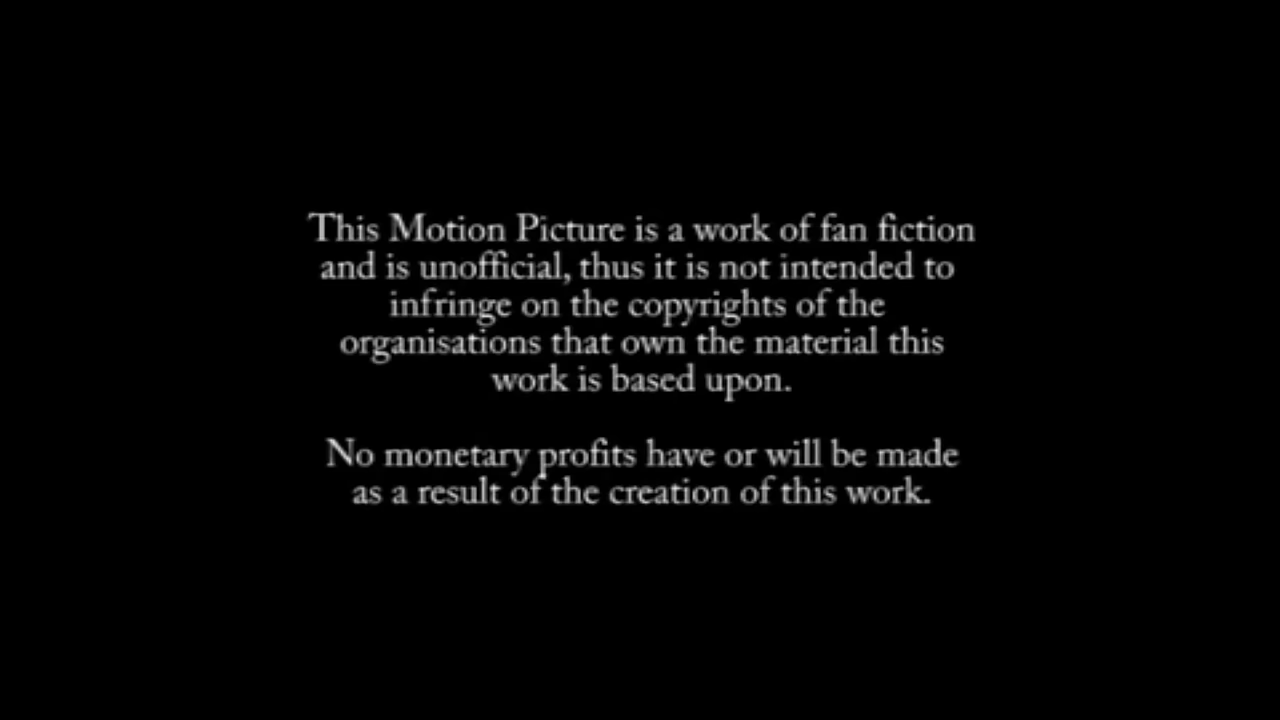 This Motion Picture is a work of fan fiction
and is unofficial, thus it is not intended to
infringe on the copyrights of the
organisations that own the material this
work is based upon.
No monetary profits have or will be made
as a result of the creation of this work.